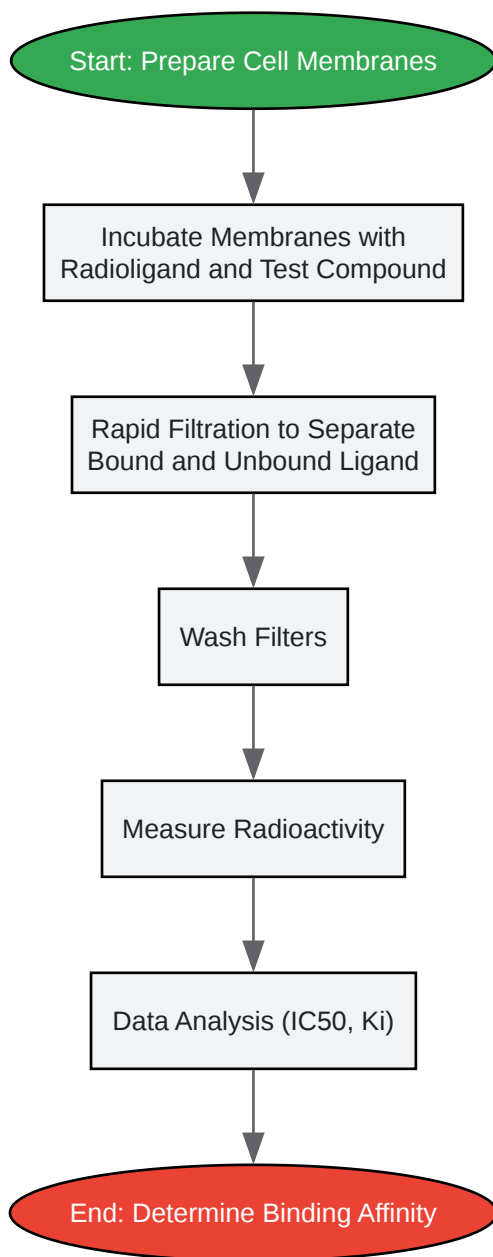 Start: Prepare Cell Membranes
Incubate Membranes with
Radioligand and Test Compound
Rapid Filtration to Separate
Bound and Unbound Ligand
Wash Filters
Measure Radioactivity
Data Analysis (IC50, Ki)
End: Determine Binding Affinity